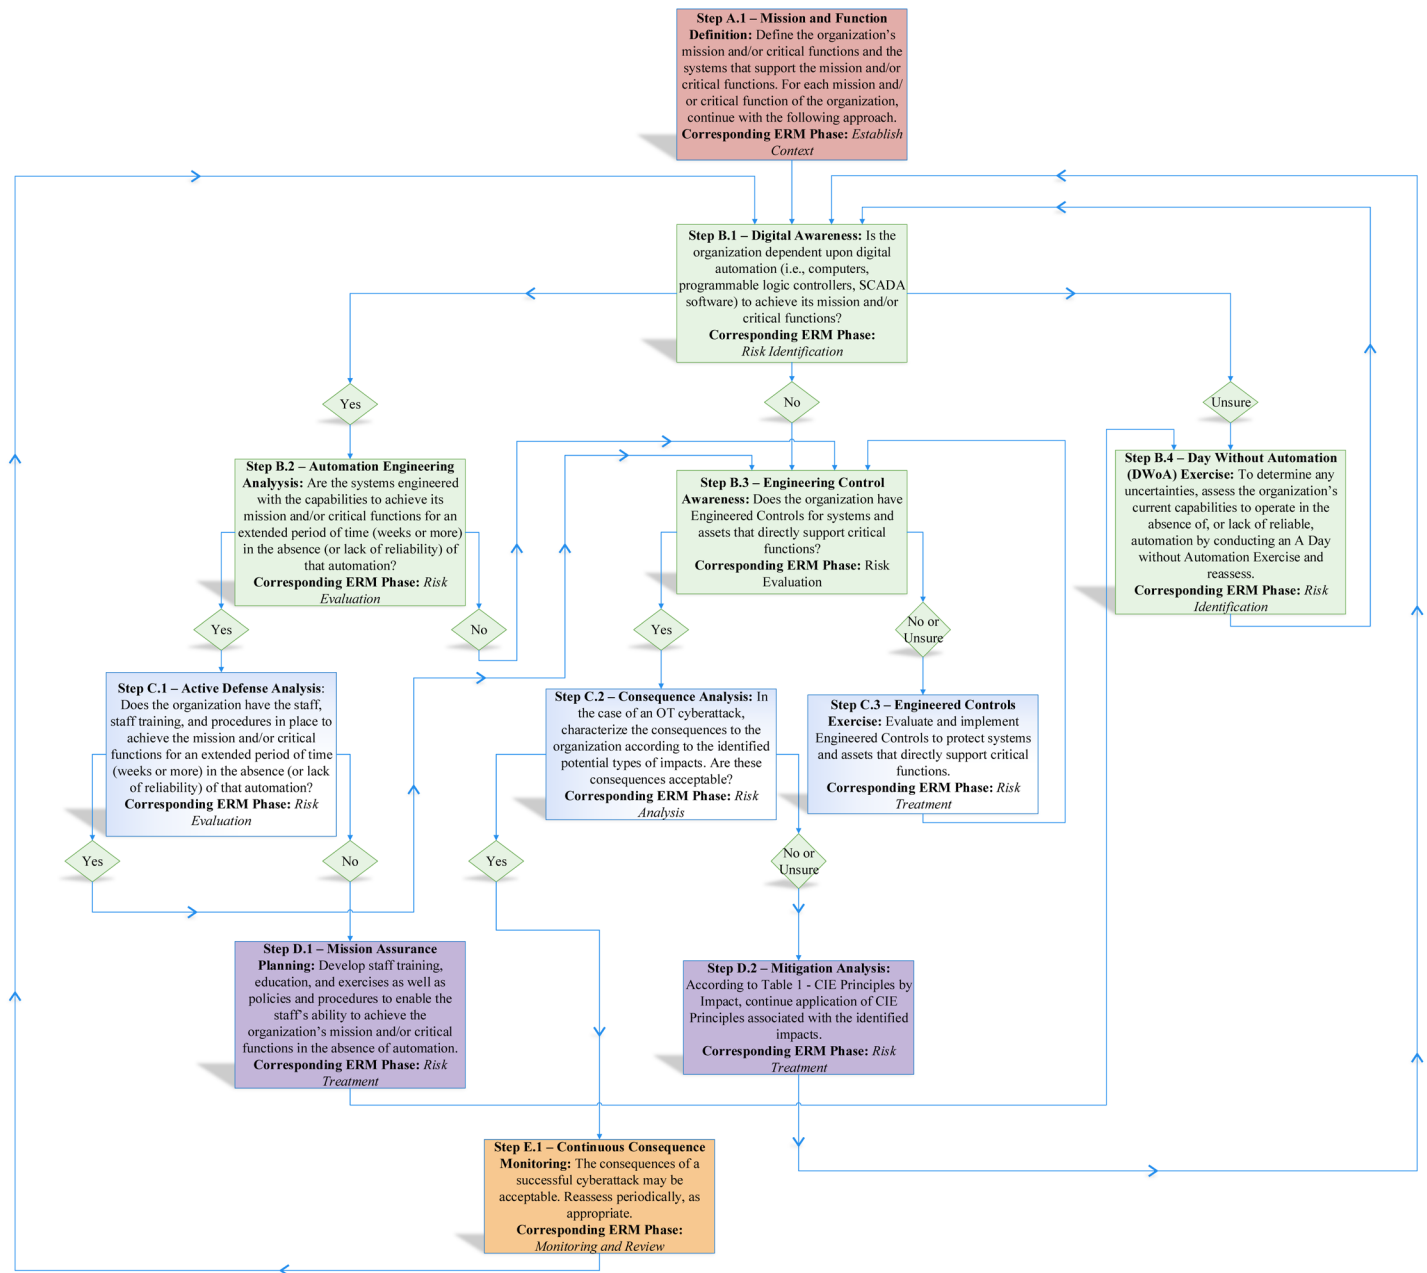 Step A.1 – Mission and Function
Definition: Define the organization's
mission and/or critical functions and the
systems that support the mission and/or
critical functions. For each mission and/
or critical function of the organization,
continue with the following approach.
Corresponding ERM Phase: Establish
Context
Step B.1 – Digital Awareness: Is the
organization dependent upon digital
automation (i.e., computers,
programmable logic controllers, SCADA
software) to achieve its mission and/or
critical functions?
Corresponding ERM Phase:
Risk Identification
Yes
No
Unsure
Step B.2 – Automation Engineering
Analyysis: Are the systems engineered
with the capabilities to achieve its
mission and/or critical functions for an
extended period of time (weeks or more)
in the absence (or lack of reliability) of
that automation?
Corresponding ERM Phase: Risk
Evaluation
Step B.3 – Engineering Control
Awareness: Does the organization have
Engineered Controls for systems and
assets that directly support critical
functions?
Corresponding ERM Phase: Risk
Evaluation
Step B.4 – Day Without Automation
(DWoA) Exercise: To determine any
uncertainties, assess the organization's
current capabilities to operate in the
absence of, or lack of reliable,
automation by conducting an A Day
without Automation Exercise and
reassess.
Corresponding ERM Phase: Risk
Identification
Yes
No
Yes
No or
Unsure
Step C.1 – Active Defense Analysis:
Does the organization have the staff,
staff training, and procedures in place to
achieve the mission and/or critical
functions for an extended period of time
(weeks or more) in the absence (or lack
of reliability) of that automation?
Corresponding ERM Phase: Risk
Evaluation
Step C.2 – Consequence Analysis: In
the case of an OT cyberattack,
characterize the consequences to the
organization according to the identified
potential types of impacts. Are these
consequences acceptable?
Corresponding ERM Phase: Risk
Analysis
Step C.3 – Engineered Controls
Exercise: Evaluate and implement
Engineered Controls to protect systems
and assets that directly support critical
functions.
Corresponding ERM Phase: Risk
Treatment
Yes
No
Yes
No or
Unsure
Step D.1 – Mission Assurance
Planning: Develop staff training,
education, and exercises as well as
policies and procedures to enable the
staff's ability to achieve the
organization's mission and/or critical
functions in the absence of automation.
Corresponding ERM Phase: Risk
Treatment
Step D.2 – Mitigation Analysis:
According to Table 1 - CIE Principles by
Impact, continue application of CIE
Principles associated with the identified
impacts.
Corresponding ERM Phase: Risk
Treatment
Step E.1 – Continuous Consequence
Monitoring: The consequences of a
successful cyberattack may be
acceptable. Reassess periodically, as
appropriate.
Corresponding ERM Phase:
Monitoring and Review